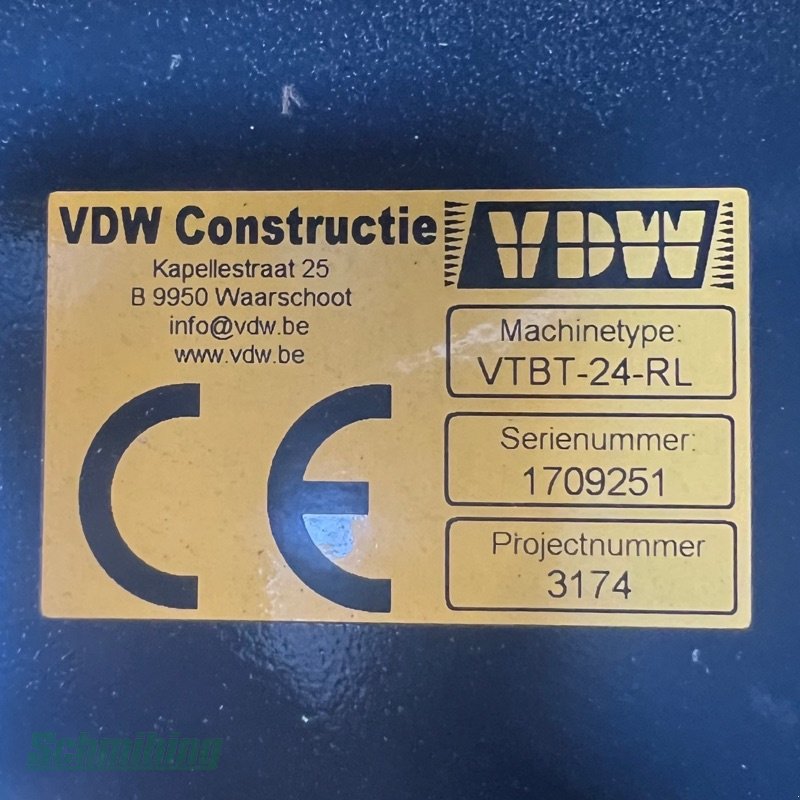 VDW Constructie
Kapellestraat 25
B 9950 Waarschoot
info@vdw.be
www.vdw.be
CE
VDW
Machinetype:
VTBT-24-RL
Serienummer:
1709251
Projectnummer
3174
Schmihing